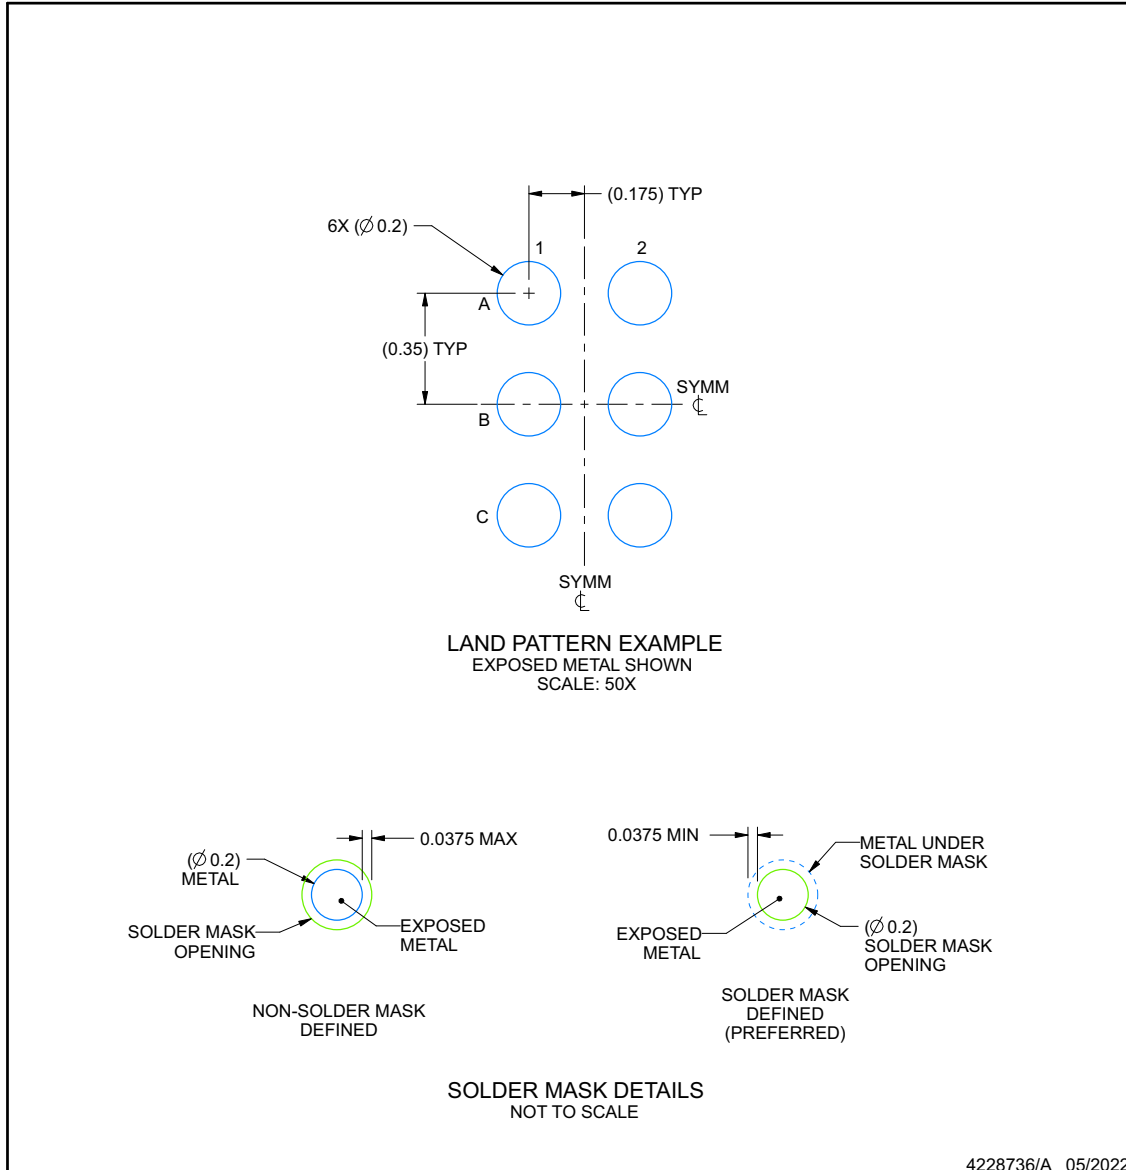 (0.175) TYP
6X (∅ 0.2)
1
2
A
(0.35) TYP
SYMM
℄
B
C
SYMM
℄
LAND PATTERN EXAMPLE
EXPOSED METAL SHOWN
SCALE: 50X
0.0375 MAX
(∅ 0.2)
METAL
SOLDER MASK
OPENING
EXPOSED
METAL
NON-SOLDER MASK
DEFINED
0.0375 MIN
METAL UNDER
SOLDER MASK
EXPOSED
METAL
(∅ 0.2)
SOLDER MASK
OPENING
SOLDER MASK
DEFINED
(PREFERRED)
SOLDER MASK DETAILS
NOT TO SCALE
4228736/A 05/2022